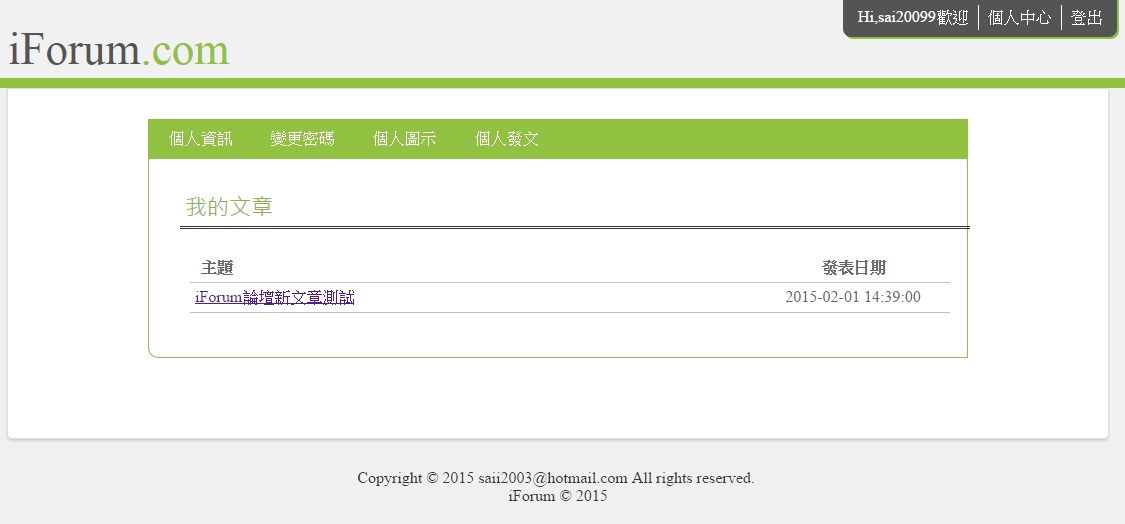 Hi,sai20099歡迎 個人中心 登出
iForum.com
個人資訊 變更密碼 個人圖示 個人發文
我的文章
主題 發表日期
iForum論壇新文章測試 2015-02-01 14:39:00
Copyright © 2015 saii2003@hotmail.com All rights reserved.
iForum © 2015